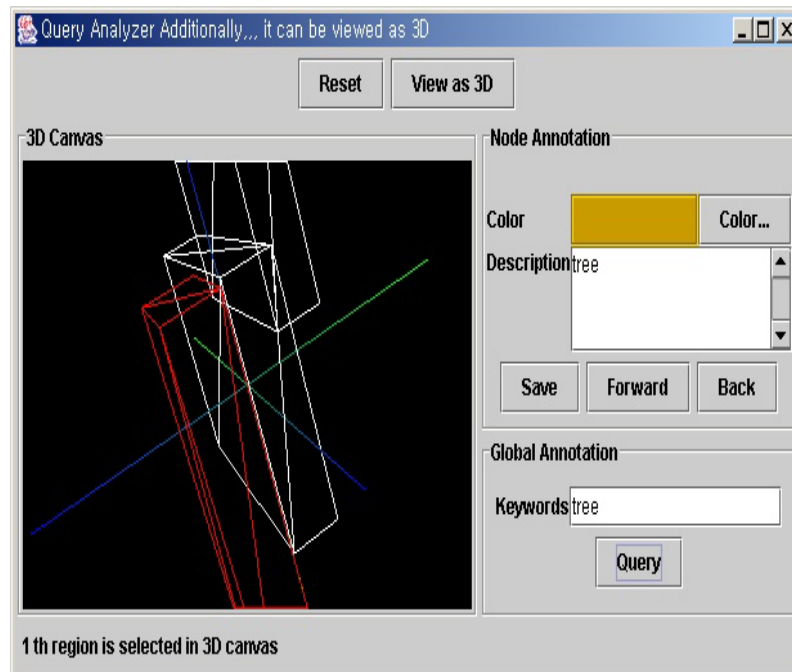 Query Analyzer Additionally,,, it can be viewed as 3D
Reset View as 3D
3D Canvas
Node Annotation
Color Color...
Description tree
Save Forward Back
Global Annotation
Keywords tree
Query
1 th region is selected in 3D canvas